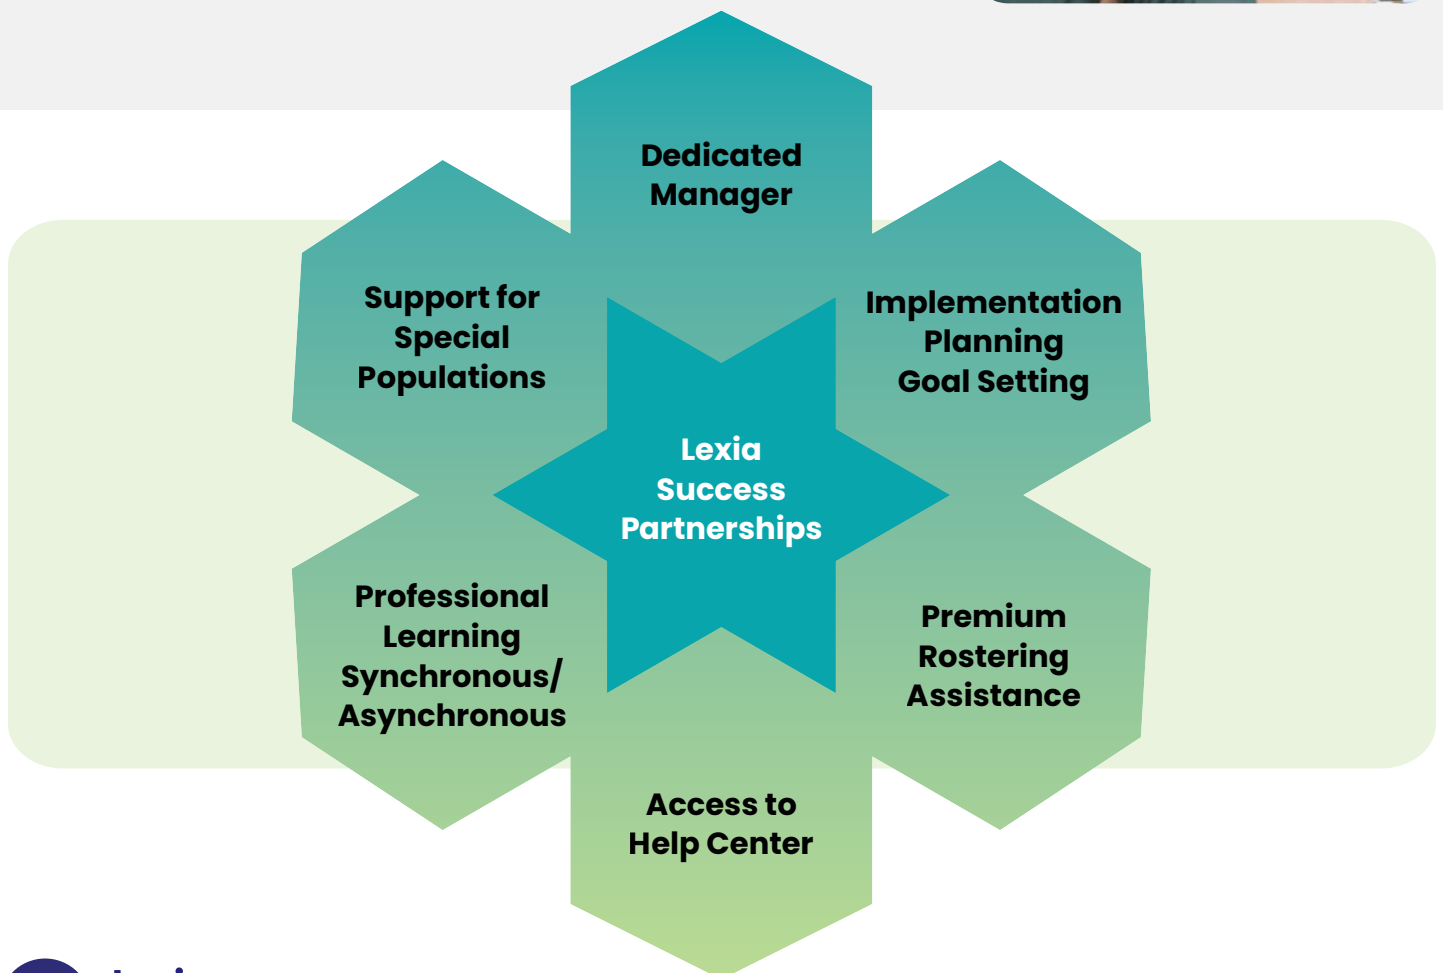 Dedicated
Manager
Support for
Special
Populations
Implementation
Planning
Goal Setting
Lexia
Success
Partnerships
Professional
Learning
Synchronous/
Asynchronous
Premium
Rostering
Assistance
Access to
Help Center